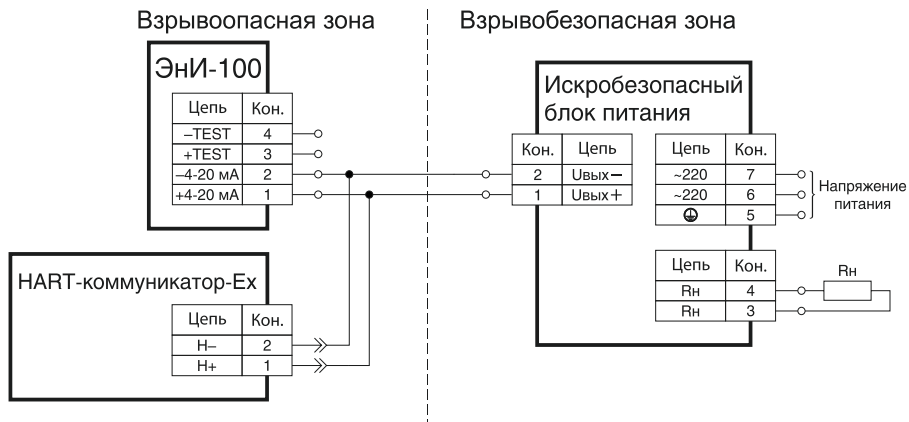 Взрывоопасная зона
Взрывобезопасная зона
ЭнИ-100
Цепь Кон.
–TEST 4
+TEST 3
–4-20 мА 2
+4-20 мА 1
HART-коммуникатор-Ex
Цепь Кон.
H– 2
H+ 1
Искробезопасный
блок питания
Кон. Цепь
2 Uвых–
1 Uвых+
Цепь Кон.
~220 7
~220 6
5
Напряжение
питания
Цепь Кон.
Rн 4
Rн 3
Rн